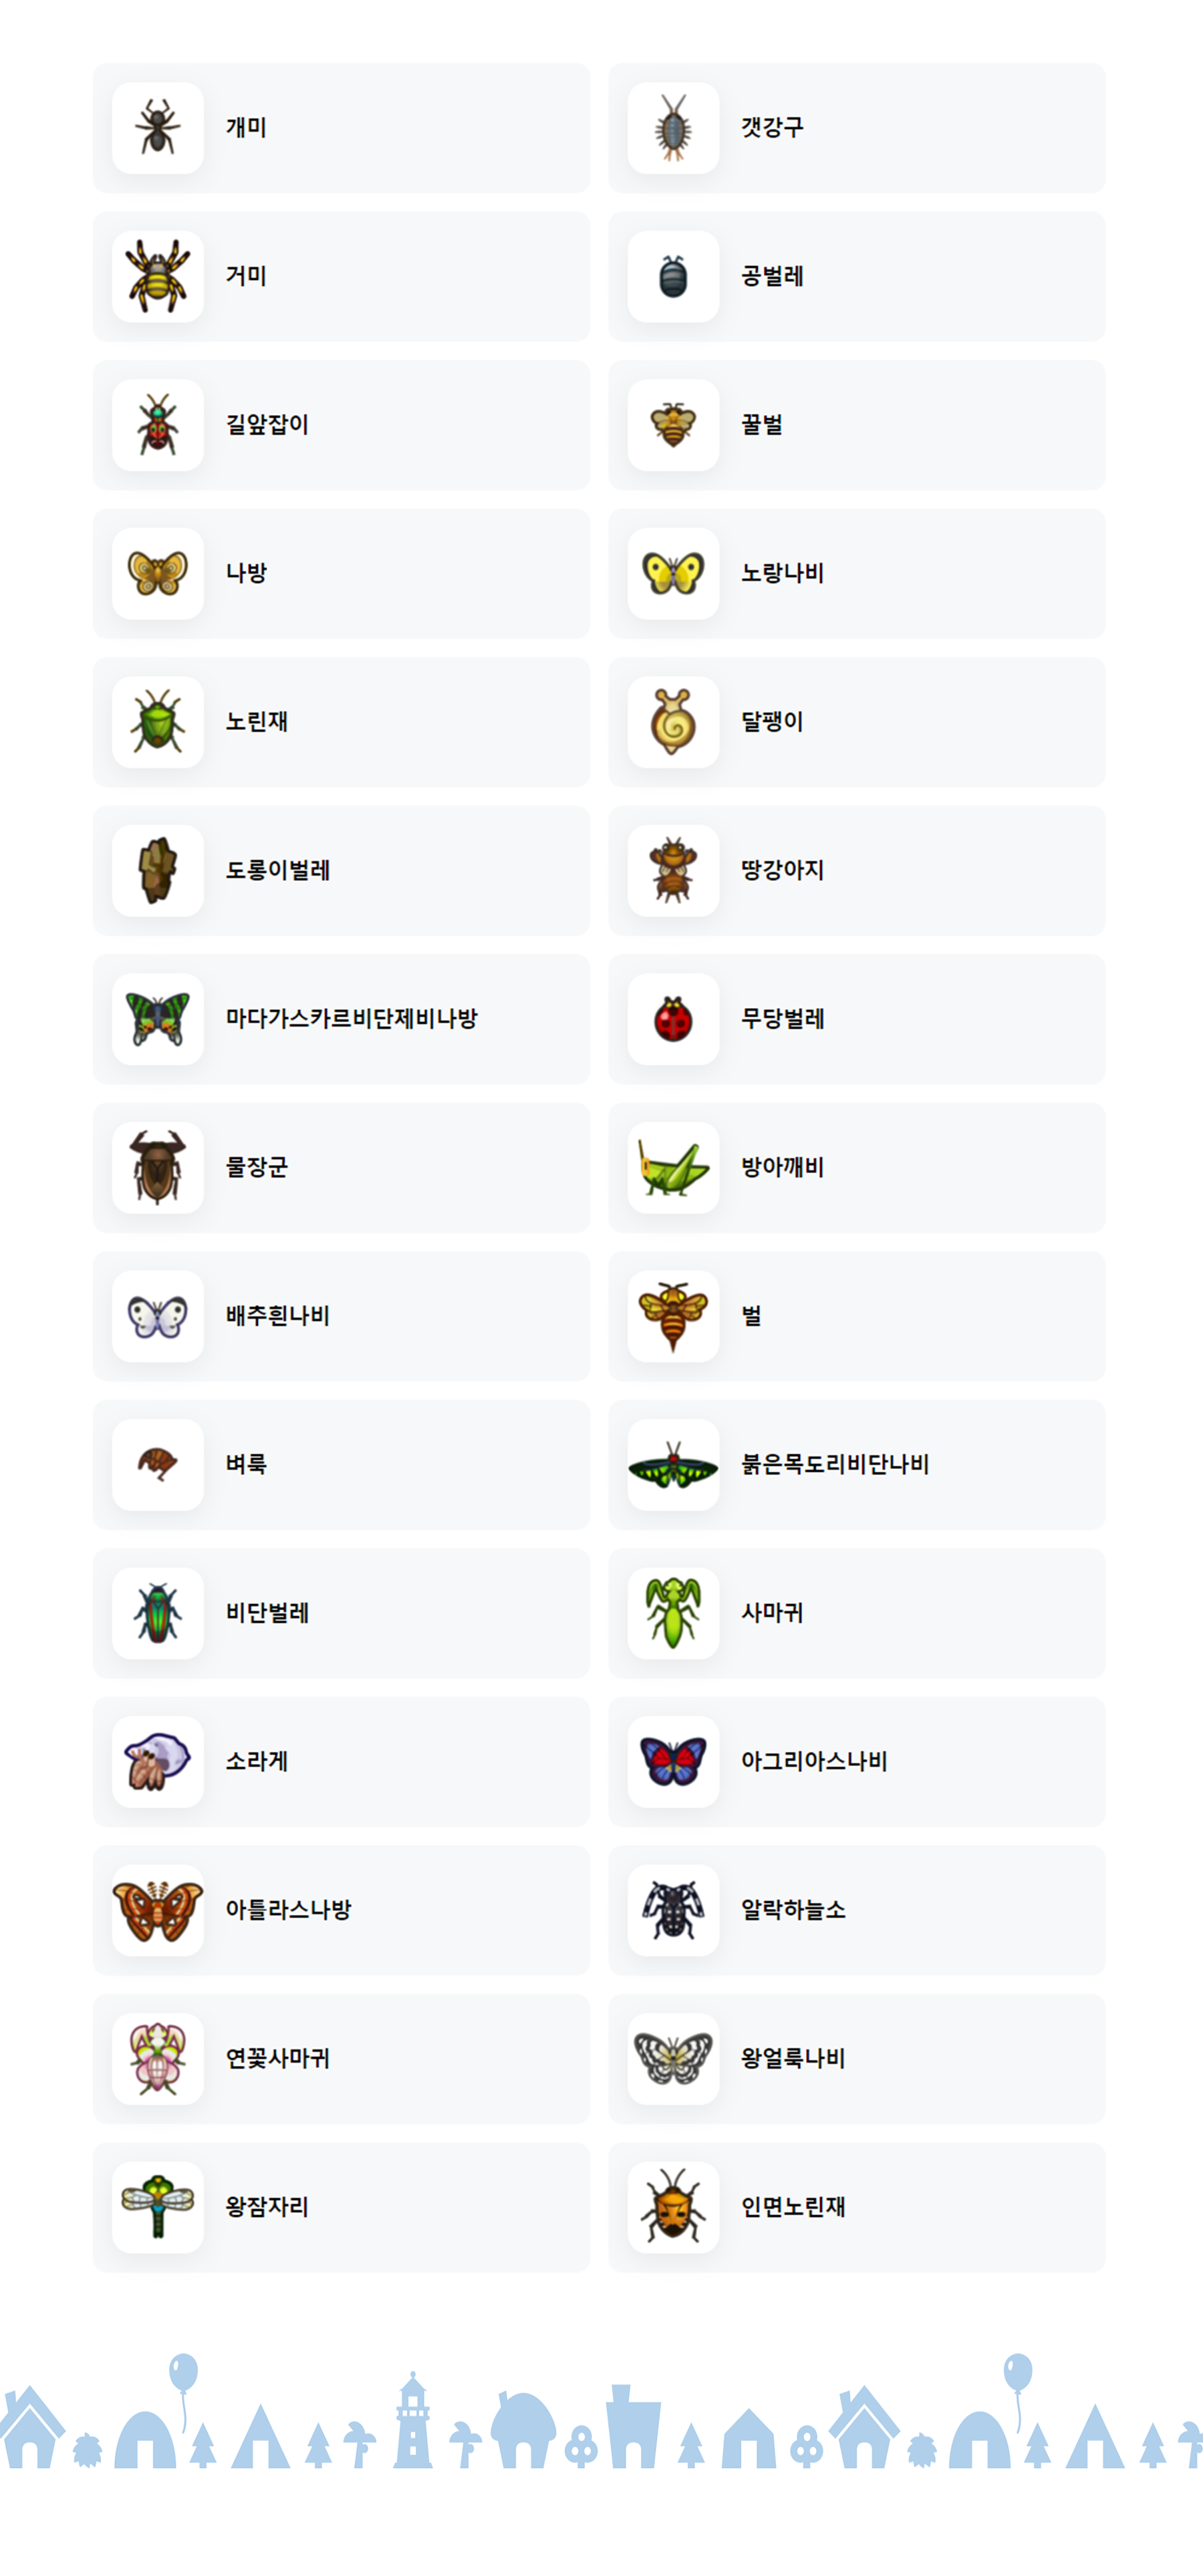 개미
갯강구
거미
공벌레
길앞잡이
꿀벌
나방
노랑나비
노린재
달팽이
도롱이벌레
땅강아지
마다가스카르비단제비나방
무당벌레
물장군
방아깨비
배추흰나비
벌
벼룩
붉은목도리비단나비
비단벌레
사마귀
소라게
아그리아스나비
아틀라스나방
알락하늘소
연꽃사마귀
왕얼룩나비
왕잠자리
인면노린재